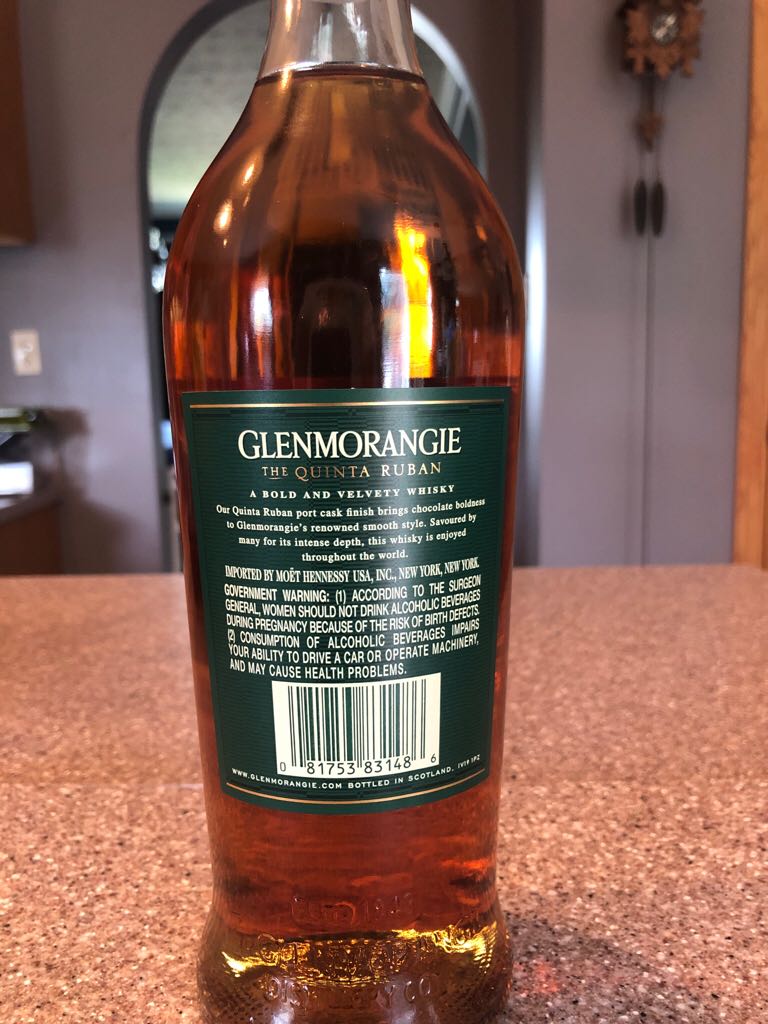 GLENMORANGIE
THE QUINTA RUBAN
A BOLD AND VELVETY WHISKY
Our Quinta Ruban port cask finish brings chocolate boldness
to Glenmorangie's renowned smooth style. Savoured by
many for its intense depth, this whisky is enjoyed
throughout the world.
IMPORTED BY MOËT HENNESSY USA, INC., NEW YORK, NEW YORK.
GOVERNMENT WARNING: (1) ACCORDING TO THE SURGEON
GENERAL, WOMEN SHOULD NOT DRINK ALCOHOLIC BEVERAGES
DURING PREGNANCY BECAUSE OF THE RISK OF BIRTH DEFECTS.
(2) CONSUMPTION OF ALCOHOLIC BEVERAGES IMPAIRS
YOUR ABILITY TO DRIVE A CAR OR OPERATE MACHINERY,
AND MAY CAUSE HEALTH PROBLEMS.
0 81753 83148 6
WWW.GLENMORANGIE.COM BOTTLED IN SCOTLAND. IV19 1PZ